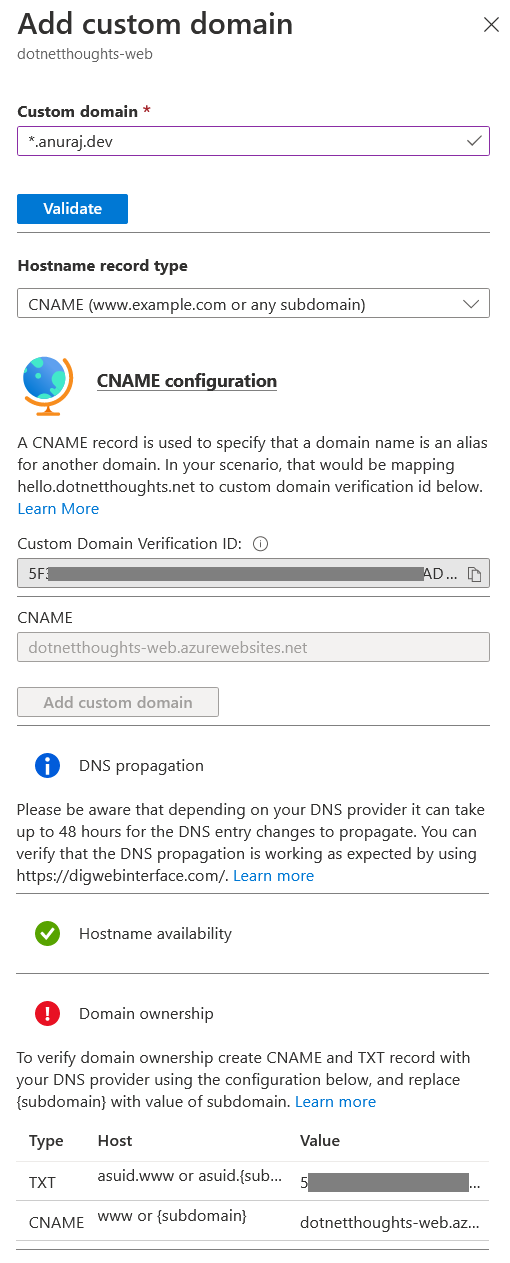 Add custom domain
dotnetthoughts-web
Custom domain *
*.anuraj.dev
Validate
Hostname record type
CNAME (www.example.com or any subdomain)
CNAME configuration
A CNAME record is used to specify that a domain name is an alias
for another domain. In your scenario, that would be mapping
hello.dotnetthoughts.net to custom domain verification id below.
Learn More
Custom Domain Verification ID:
5F3 AD ...
CNAME
dotnetthoughts-web.azurewebsites.net
Add custom domain
DNS propagation
Please be aware that depending on your DNS provider it can take
up to 48 hours for the DNS entry changes to propagate. You can
verify that the DNS propagation is working as expected by using
https://digwebinterface.com/. Learn more
Hostname availability
Domain ownership
To verify domain ownership create CNAME and TXT record with
your DNS provider using the configuration below, and replace
{subdomain} with value of subdomain. Learn more
Type Host Value
TXT asuid.www or asuid.{sub... 5 ...
CNAME www or {subdomain} dotnetthoughts-web.az...